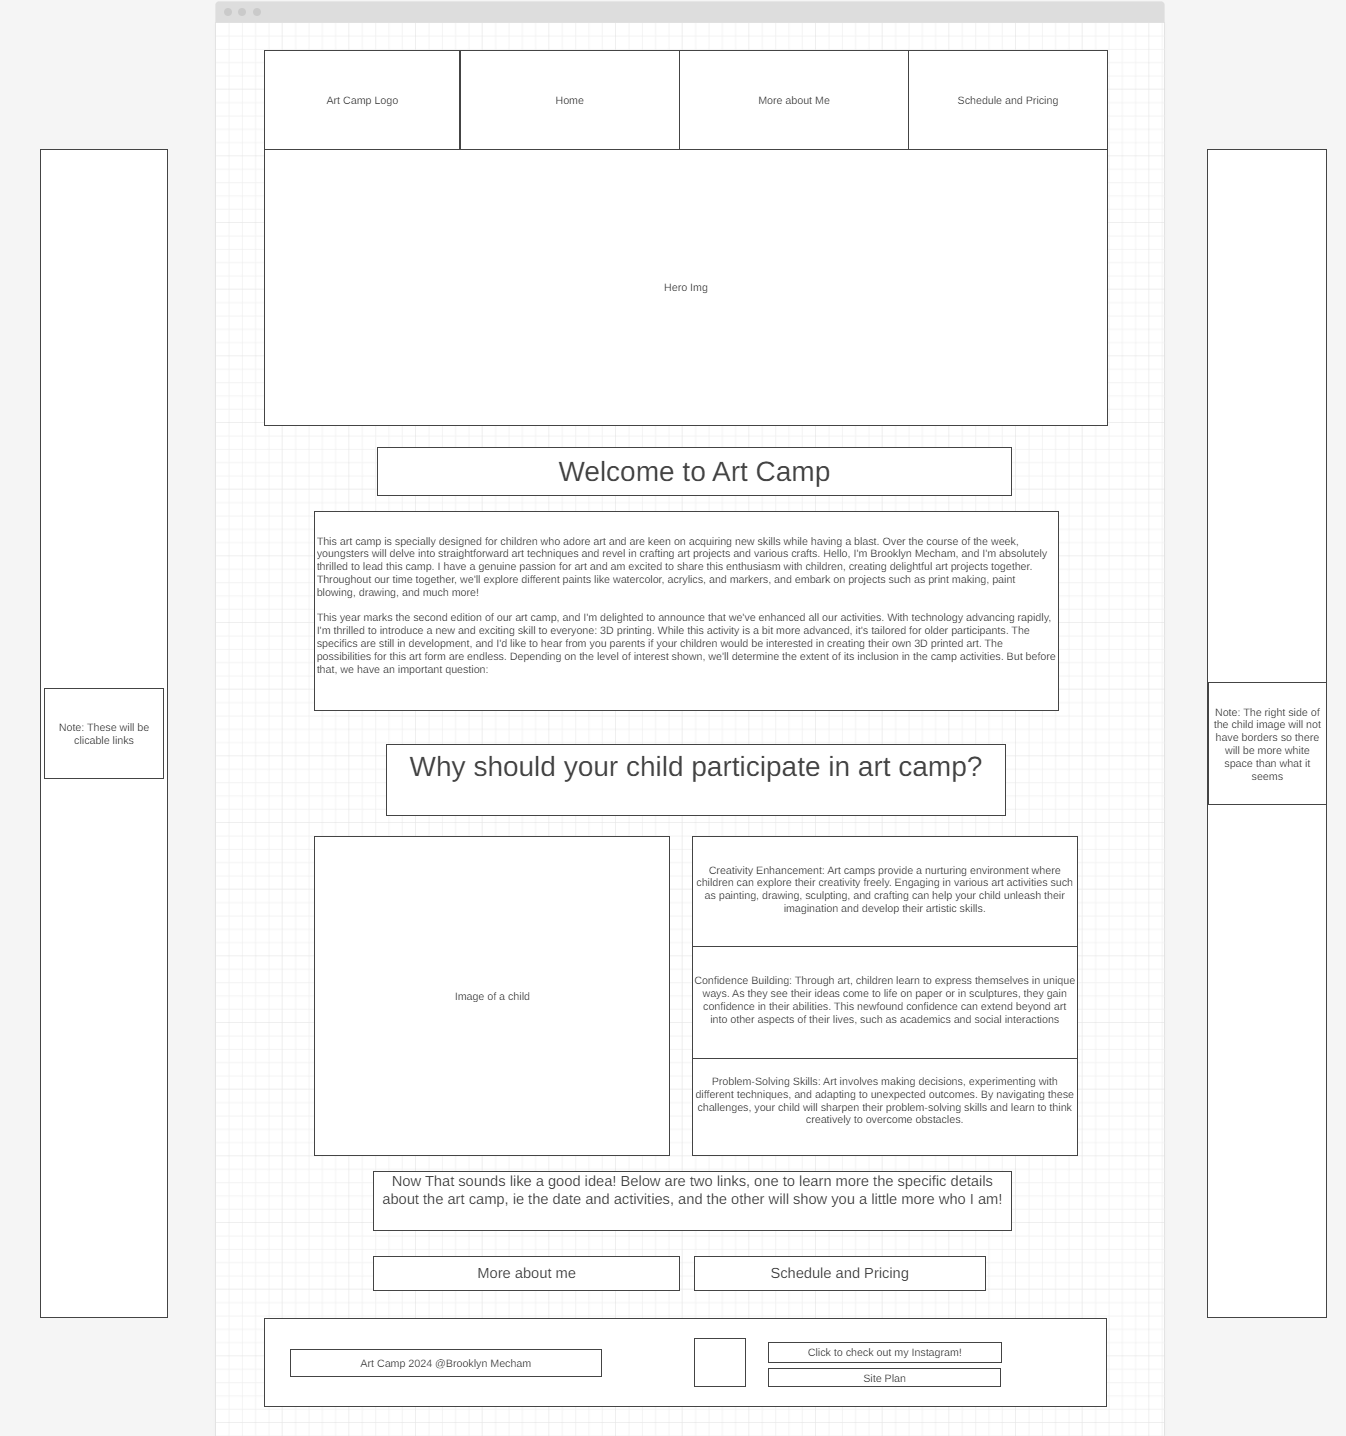 Art Camp Logo
Home
More about Me
Schedule and Pricing
Hero Img
Welcome to Art Camp
This art camp is specially designed for children who adore art and are keen on acquiring new skills while having a blast. Over the course of the week,
youngsters will delve into straightforward art techniques and revel in crafting art projects and various crafts. Hello, I'm Brooklyn Mecham, and I'm absolutely
thrilled to lead this camp. I have a genuine passion for art and am excited to share this enthusiasm with children, creating delightful art projects together.
Throughout our time together, we'll explore different paints like watercolor, acrylics, and markers, and embark on projects such as print making, paint
blowing, drawing, and much more!
This year marks the second edition of our art camp, and I'm delighted to announce that we've enhanced all our activities. With technology advancing rapidly,
I'm thrilled to introduce a new and exciting skill to everyone: 3D printing. While this activity is a bit more advanced, it's tailored for older participants. The
specifics are still in development, and I'd like to hear from you parents if your children would be interested in creating their own 3D printed art. The
possibilities for this art form are endless. Depending on the level of interest shown, we'll determine the extent of its inclusion in the camp activities. But before
that, we have an important question:
Note: These will be
clicable links
Note: The right side of
the child image will not
have borders so there
will be more white
space than what it
seems
Why should your child participate in art camp?
Image of a child
Creativity Enhancement: Art camps provide a nurturing environment where
children can explore their creativity freely. Engaging in various art activities such
as painting, drawing, sculpting, and crafting can help your child unleash their
imagination and develop their artistic skills.
Confidence Building: Through art, children learn to express themselves in unique
ways. As they see their ideas come to life on paper or in sculptures, they gain
confidence in their abilities. This newfound confidence can extend beyond art
into other aspects of their lives, such as academics and social interactions
Problem-Solving Skills: Art involves making decisions, experimenting with
different techniques, and adapting to unexpected outcomes. By navigating these
challenges, your child will sharpen their problem-solving skills and learn to think
creatively to overcome obstacles.
Now That sounds like a good idea! Below are two links, one to learn more the specific details
about the art camp, ie the date and activities, and the other will show you a little more who I am!
More about me
Schedule and Pricing
Art Camp 2024 @Brooklyn Mecham
Click to check out my Instagram!
Site Plan